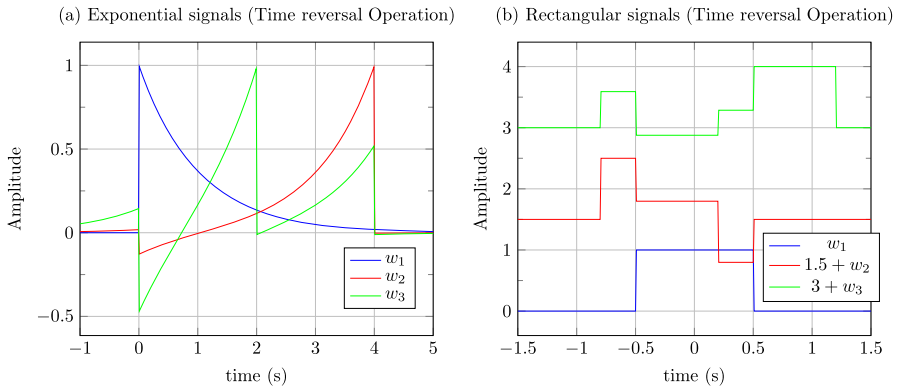 (a) Exponential signals (Time reversal Operation)
1
0.5
0
−0.5
−1
0
1
2
3
4
5
Amplitude
time (s)
w₁
w₂
w₃
(b) Rectangular signals (Time reversal Operation)
4
3
2
1
0
−1.5
−1
−0.5
0
0.5
1
1.5
Amplitude
time (s)
w₁
1.5 + w₂
3 + w₃